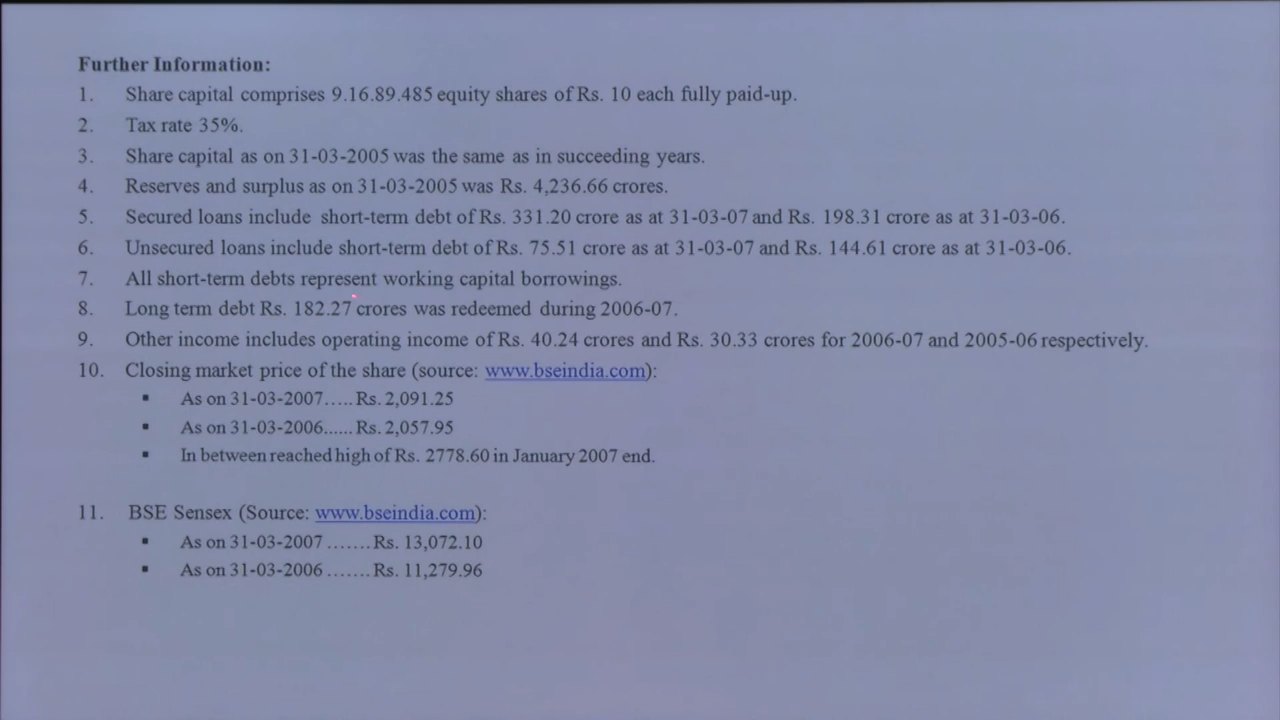 Further Information:
1. Share capital comprises 9.16.89.485 equity shares of Rs. 10 each fully paid-up.
2. Tax rate 35%.
3. Share capital as on 31-03-2005 was the same as in succeeding years.
4. Reserves and surplus as on 31-03-2005 was Rs. 4,236.66 crores.
5. Secured loans include short-term debt of Rs. 331.20 crore as at 31-03-07 and Rs. 198.31 crore as at 31-03-06.
6. Unsecured loans include short-term debt of Rs. 75.51 crore as at 31-03-07 and Rs. 144.61 crore as at 31-03-06.
7. All short-term debts represent working capital borrowings.
8. Long term debt Rs. 182.27 crores was redeemed during 2006-07.
9. Other income includes operating income of Rs. 40.24 crores and Rs. 30.33 crores for 2006-07 and 2005-06 respectively.
10. Closing market price of the share (source: www.bseindia.com):
▪ As on 31-03-2007..... Rs. 2,091.25
▪ As on 31-03-2006...... Rs. 2,057.95
▪ In between reached high of Rs. 2778.60 in January 2007 end.
11. BSE Sensex (Source: www.bseindia.com):
▪ As on 31-03-2007 ....... Rs. 13,072.10
▪ As on 31-03-2006 ....... Rs. 11,279.96